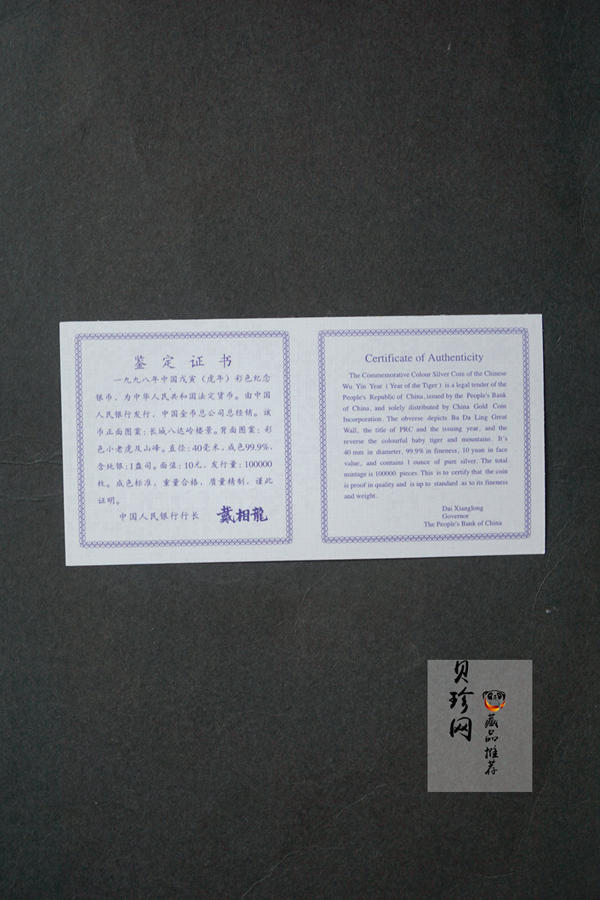 鉴定证书
一九九八年中国戊寅（虎年）彩色纪念
银币，为中华人民共和国法定货币。由中国
人民银行发行，中国金币总公司总经销。该
币正面图案：长城八达岭楼景。背面图案：彩
色小老虎及山峰。直径：40毫米，成色99.9%，
含纯银：1盎司。面值：10元，发行量：100000
枚。成色标准，重量合格，质量精制，谨此
证明。
中国人民银行行长 戴相龍
Certificate of Authenticity
The Commemorative Colour Silver Coin of the Chinese
Wu Yin Year (Year of the Tiger) is a legal tender of the
People's Republic of China, issued by the People's Bank
of China, and solely distributed by China Gold Coin
Incorporation. The obverse depicts Ba Da Ling Great
Wall, the title of PRC and the issuing year, and the
reverse the colourful baby tiger and mountains. It's
40 mm in diameter, 99.9% in fineness, 10 yuan in face
value, and contains 1 ounce of pure silver. The total
mintage is 100000 pieces. This is to certify that the coin
is proof in quality and is up to standard as to its fineness
and weight.
Dai Xianglong
Governor
The People's Bank of China
贝珍网
藏品推荐